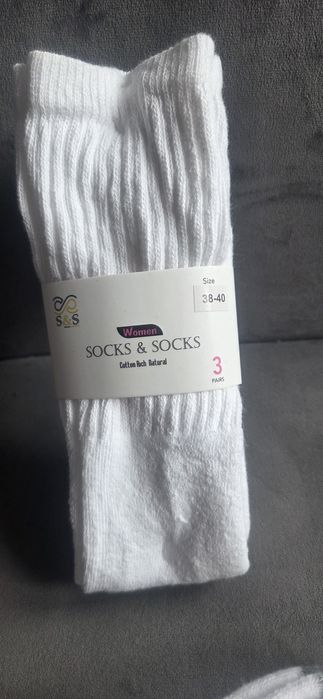 Size
38-40
S&S
Women
SOCKS & SOCKS
Cotton Rich Natural
3
PAIRS